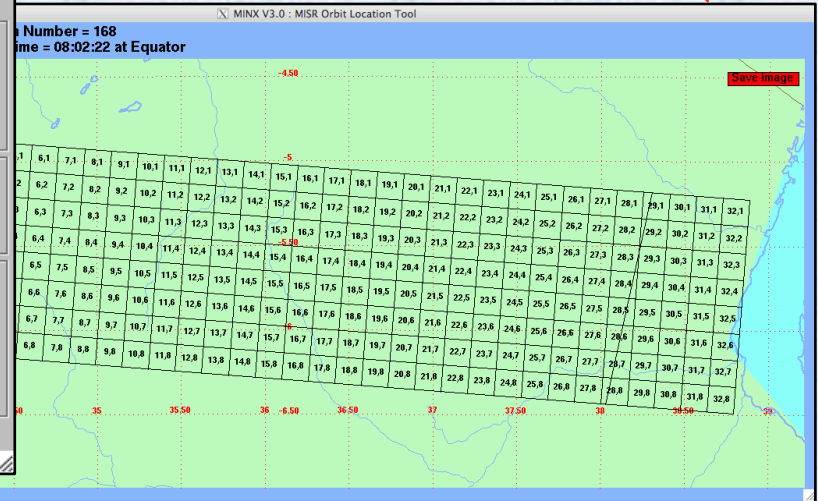 X MINX V3.0 : MISR Orbit Location Tool
Number = 168
ime = 08:02:22 at Equator
-4.50
Save Image
-5
,1 6,1 7,1 8,1 9,1 10,1 11,1 12,1 13,1 14,1 15,1 16,1 17,1 18,1 19,1 20,1 21,1 22,1 23,1 24,1 25,1 26,1 27,1 28,1 29,1 30,1 31,1 32,1
2 6,2 7,2 8,2 9,2 10,2 11,2 12,2 13,2 14,2 15,2 16,2 17,2 18,2 19,2 20,2 21,2 22,2 23,2 24,2 25,2 26,2 27,2 28,2 29,2 30,2 31,2 32,2
6,3 7,3 8,3 9,3 10,3 11,3 12,3 13,3 14,3 15,3 16,3 17,3 18,3 19,3 20,3 21,3 22,3 23,3 24,3 25,3 26,3 27,3 28,3 29,3 30,3 31,3 32,3
-5.50
6,4 7,4 8,4 9,4 10,4 11,4 12,4 13,4 14,4 15,4 16,4 17,4 18,4 19,4 20,4 21,4 22,4 23,4 24,4 25,4 26,4 27,4 28,4 29,4 30,4 31,4 32,4
6,5 7,5 8,5 9,5 10,5 11,5 12,5 13,5 14,5 15,5 16,5 17,5 18,5 19,5 20,5 21,5 22,5 23,5 24,5 25,5 26,5 27,5 28,5 29,5 30,5 31,5 32,5
6,6 7,6 8,6 9,6 10,6 11,6 12,6 13,6 14,6 15,6 16,6 17,6 18,6 19,6 20,6 21,6 22,6 23,6 24,6 25,6 26,6 27,6 28,6 29,6 30,6 31,6 32,6
-6
6,7 7,7 8,7 9,7 10,7 11,7 12,7 13,7 14,7 15,7 16,7 17,7 18,7 19,7 20,7 21,7 22,7 23,7 24,7 25,7 26,7 27,7 28,7 29,7 30,7 31,7 32,7
6,8 7,8 8,8 9,8 10,8 11,8 12,8 13,8 14,8 15,8 16,8 17,8 18,8 19,8 20,8 21,8 22,8 23,8 24,8 25,8 26,8 27,8 28,8 29,8 30,8 31,8 32,8
50 35 35.50 36 -6.50 36.50 37 37.50 38 38.50 39